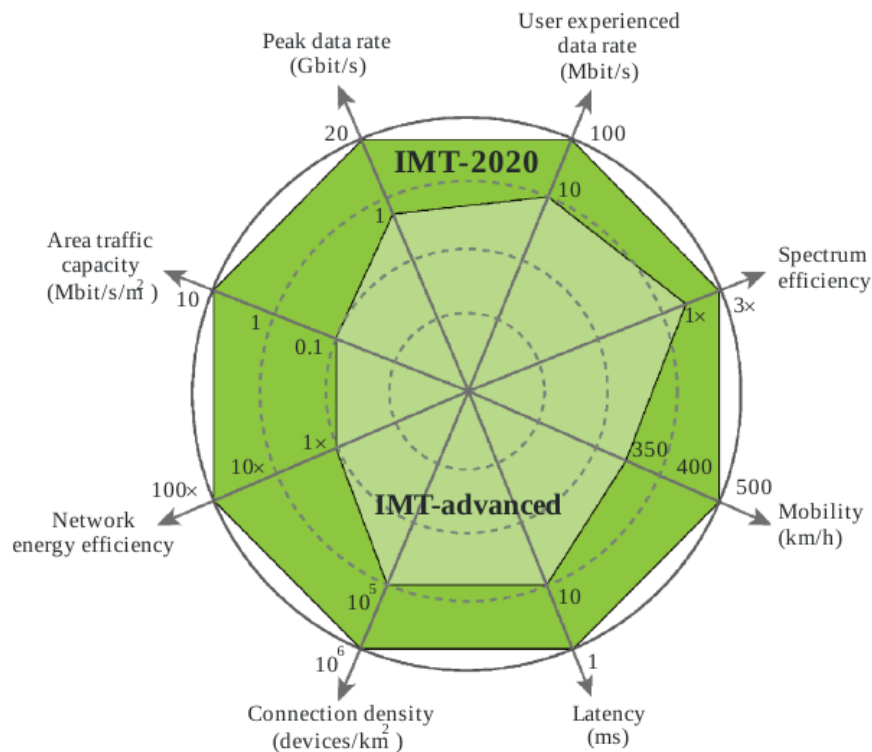 User experienced
data rate
(Mbit/s)
Peak data rate
(Gbit/s)
20
100
IMT-2020
10
1
Area traffic
capacity
(Mbit/s/m²)
10
1
0.1
Spectrum
efficiency
1×
3×
1×
10×
100×
Network
energy efficiency
350
400
500
Mobility
(km/h)
IMT-advanced
10⁵
10
10⁶
1
Connection density
(devices/km²)
Latency
(ms)